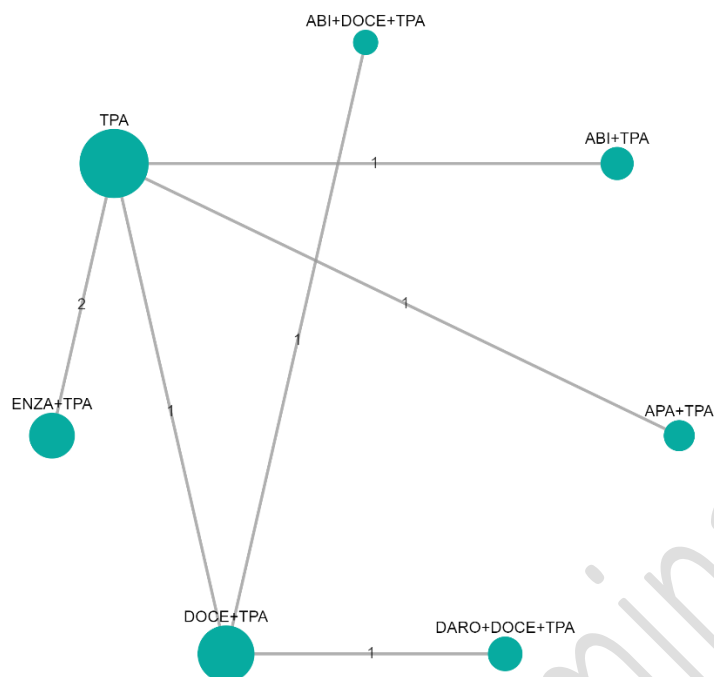 ABI+DOCE+TPA
TPA
ABI+TPA
1
2
1
1
ENZA+TPA
1
APA+TPA
DOCE+TPA
DARO+DOCE+TPA
1